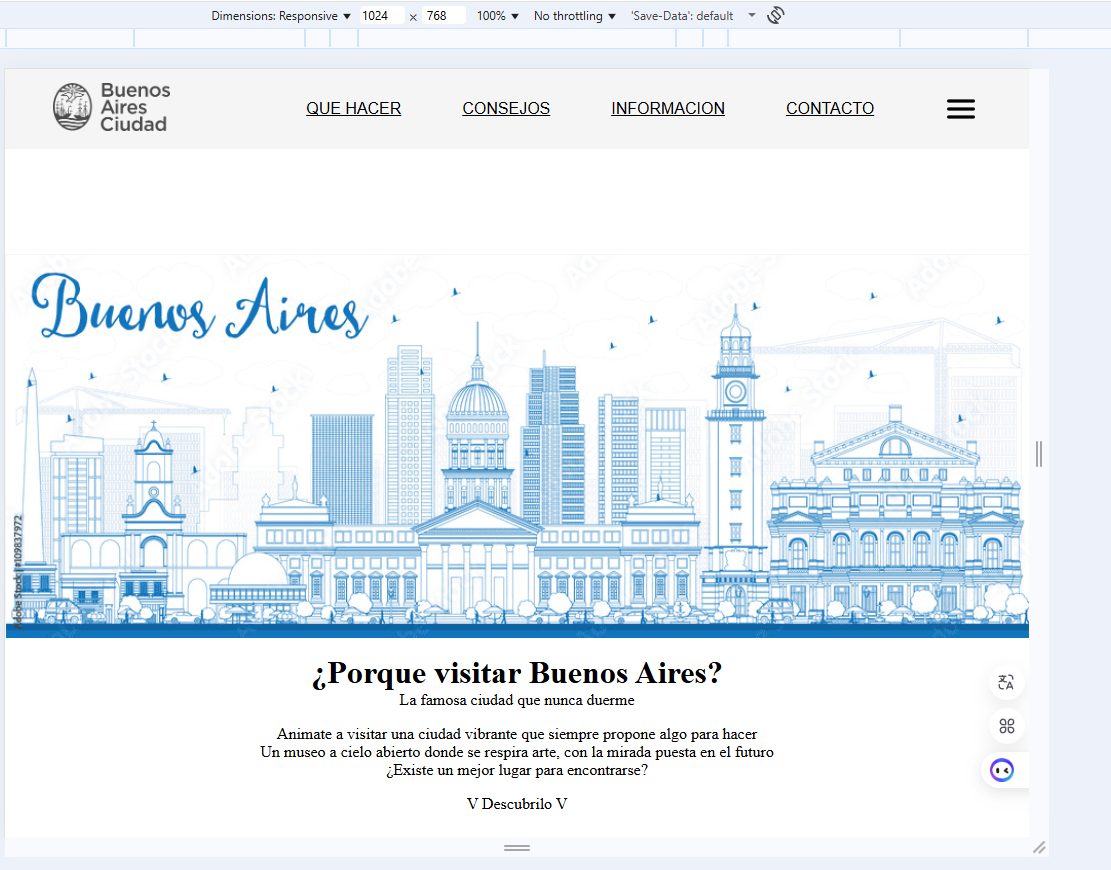 Dimensions: Responsive ▼ 1024 × 768 100% ▼ No throttling ▼ 'Save-Data': default
Buenos
Aires
Ciudad
QUE HACER CONSEJOS INFORMACION CONTACTO
Buenos Aires
Adobe Stock | #109837972
¿Porque visitar Buenos Aires?
La famosa ciudad que nunca duerme
Animate a visitar una ciudad vibrante que siempre propone algo para hacer
Un museo a cielo abierto donde se respira arte, con la mirada puesta en el futuro
¿Existe un mejor lugar para encontrarse?
V Descubrilo V